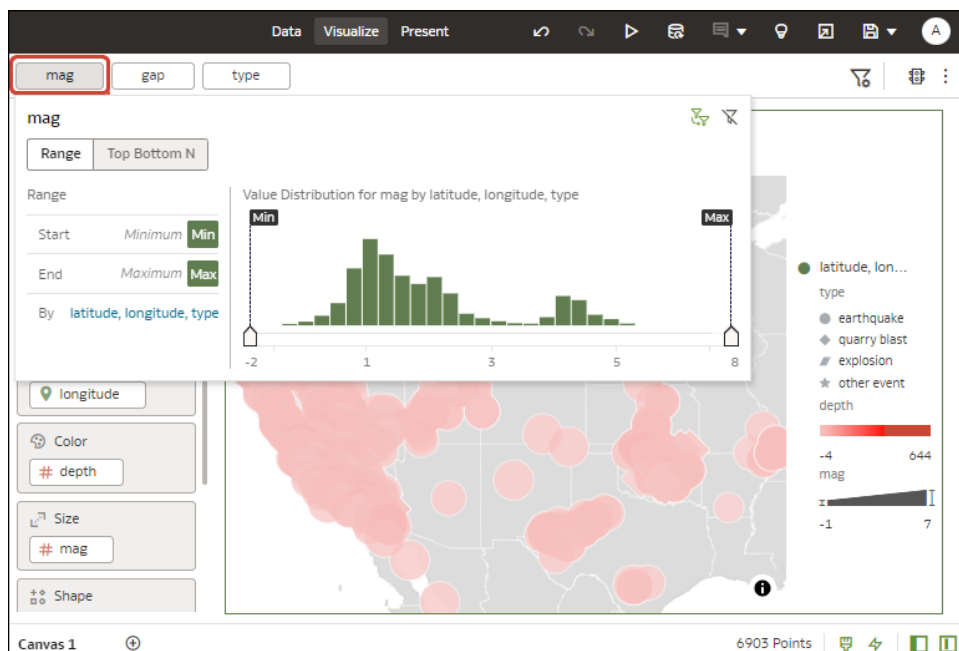 Data Visualize Present A
mag gap type
mag
Range Top Bottom N
Range
Value Distribution for mag by latitude, longitude, type
Min Max
Start Minimum Min
End Maximum Max
By latitude, longitude, type
-2 1 3 5 8
latitude, lon...
type
earthquake
quarry blast
explosion
other event
depth
-4 644
mag
-1 7
longitude
Color
# depth
Size
# mag
Shape
Canvas 1 6903 Points